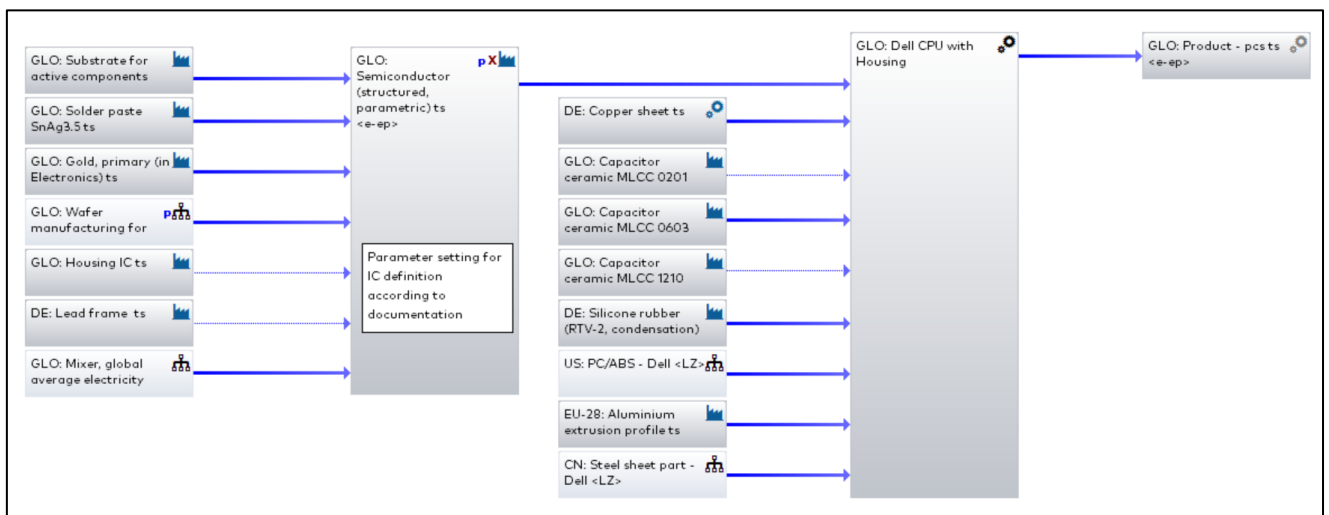 GLO: Substrate for
active components
GLO: Solder paste
SnAg3.5 ts
GLO: Gold, primary (in
Electronics) ts
GLO: Wafer
manufacturing for
p
GLO: Housing IC ts
DE: Lead frame ts
GLO: Mixer, global
average electricity
GLO:
Semiconductor
(structured,
parametric) ts
<e-ep>
p X
Parameter setting for
IC definition
according to
documentation
DE: Copper sheet ts
GLO: Capacitor
ceramic MLCC 0201
GLO: Capacitor
ceramic MLCC 0603
GLO: Capacitor
ceramic MLCC 1210
DE: Silicone rubber
(RTV-2, condensation)
US: PC/ABS - Dell <LZ>
EU-28: Aluminium
extrusion profile ts
CN: Steel sheet part -
Dell <LZ>
GLO: Dell CPU with
Housing
GLO: Product - pcs ts
<e-ep>